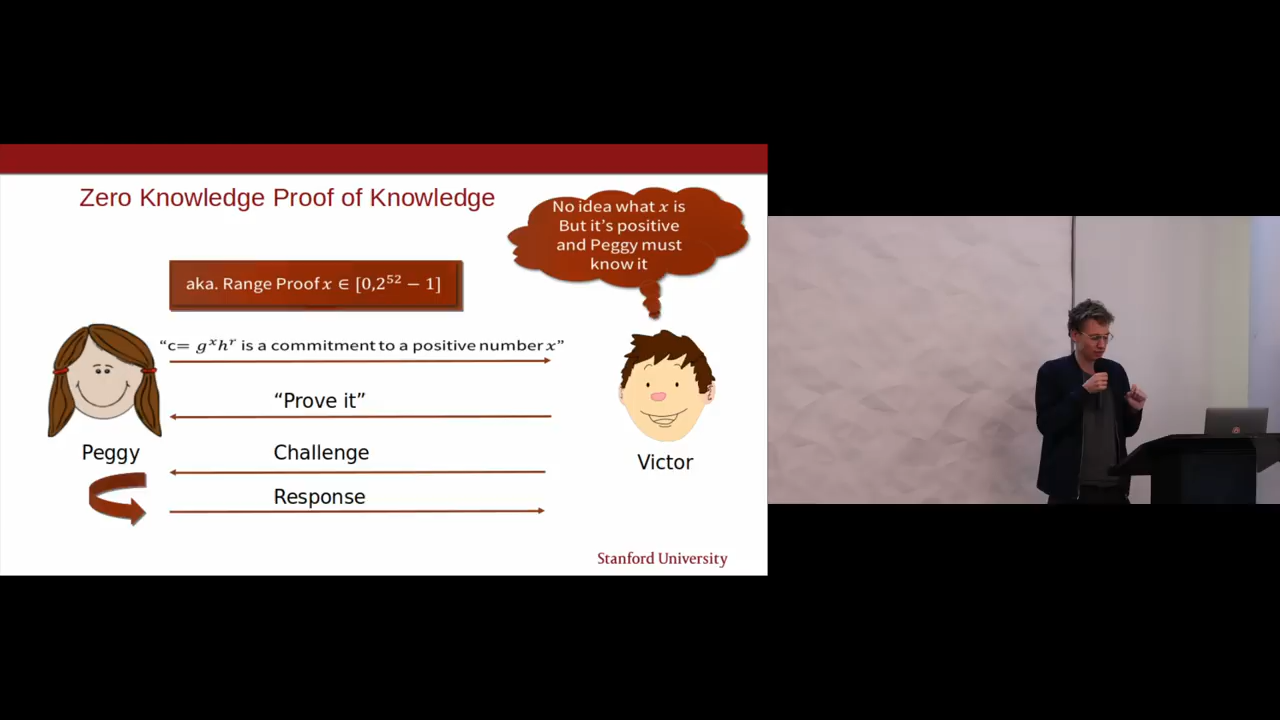 Zero Knowledge Proof of Knowledge
No idea what x is
But it's positive
and Peggy must
know it
aka. Range Proof x ∈ [0,2⁵² − 1]
“c= gˣhʳ is a commitment to a positive number x”
“Prove it”
Peggy
Challenge
Victor
Response
Stanford University